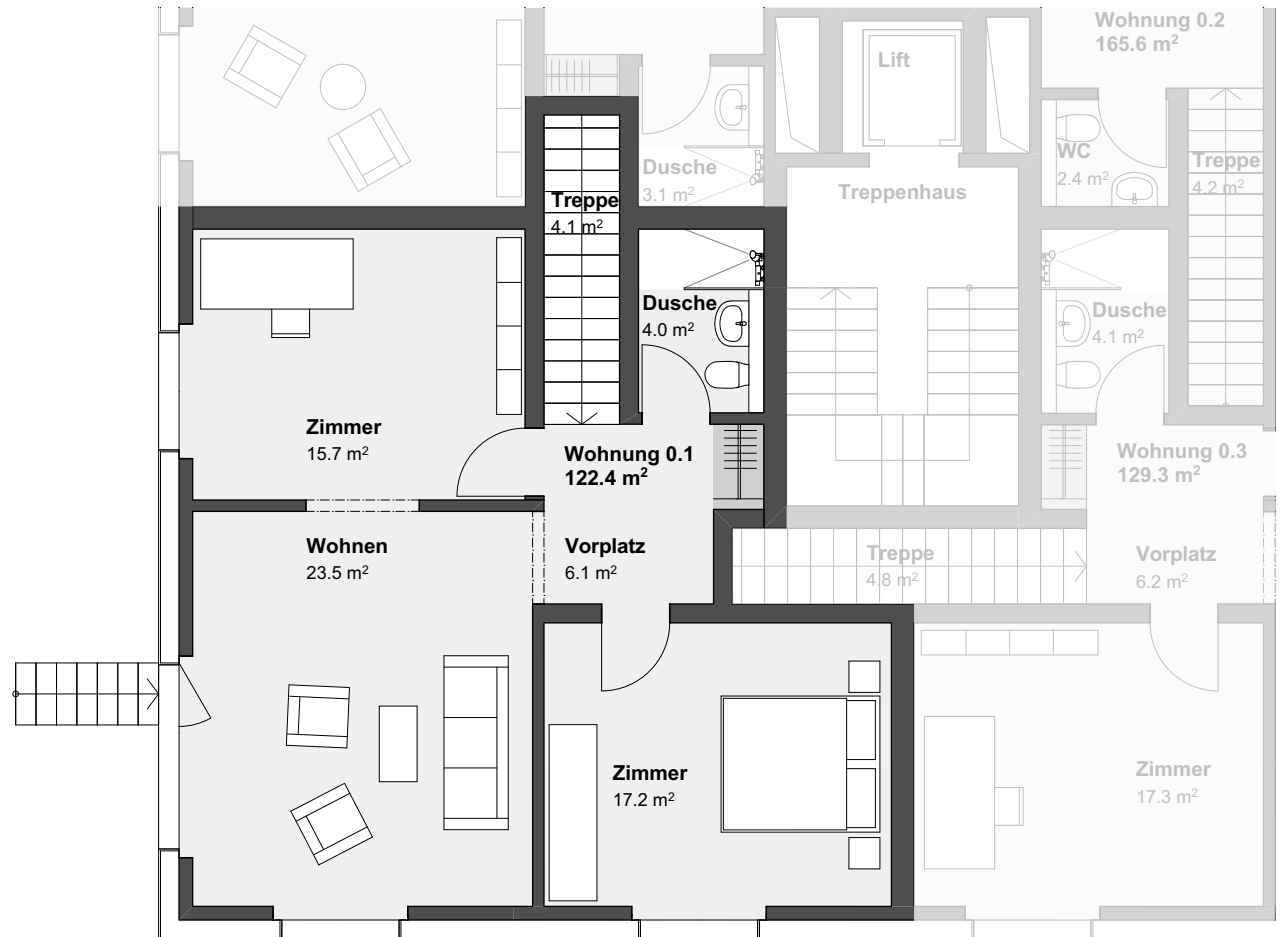 Wohnung 0.2
165.6 m²
Lift
WC
2.4 m²
Treppe
4.2 m²
Dusche
3.1 m²
Treppenhaus
Treppe
4.1 m²
Dusche
4.0 m²
Dusche
4.1 m²
Zimmer
15.7 m²
Wohnung 0.1
122.4 m²
Wohnung 0.3
129.3 m²
Wohnen
23.5 m²
Vorplatz
6.1 m²
Treppe
4.8 m²
Vorplatz
6.2 m²
Zimmer
17.2 m²
Zimmer
17.3 m²